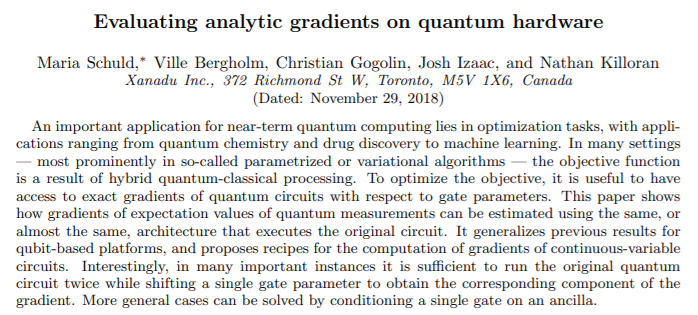 Evaluating analytic gradients on quantum hardware
Maria Schuld,* Ville Bergholm, Christian Gogolin, Josh Izaac, and Nathan Killoran
Xanadu Inc., 372 Richmond St W, Toronto, M5V 1X6, Canada
(Dated: November 29, 2018)
An important application for near-term quantum computing lies in optimization tasks, with appli-
cations ranging from quantum chemistry and drug discovery to machine learning. In many settings
— most prominently in so-called parametrized or variational algorithms — the objective function
is a result of hybrid quantum-classical processing. To optimize the objective, it is useful to have
access to exact gradients of quantum circuits with respect to gate parameters. This paper shows
how gradients of expectation values of quantum measurements can be estimated using the same, or
almost the same, architecture that executes the original circuit. It generalizes previous results for
qubit-based platforms, and proposes recipes for the computation of gradients of continuous-variable
circuits. Interestingly, in many important instances it is sufficient to run the original quantum
circuit twice while shifting a single gate parameter to obtain the corresponding component of the
gradient. More general cases can be solved by conditioning a single gate on an ancilla.